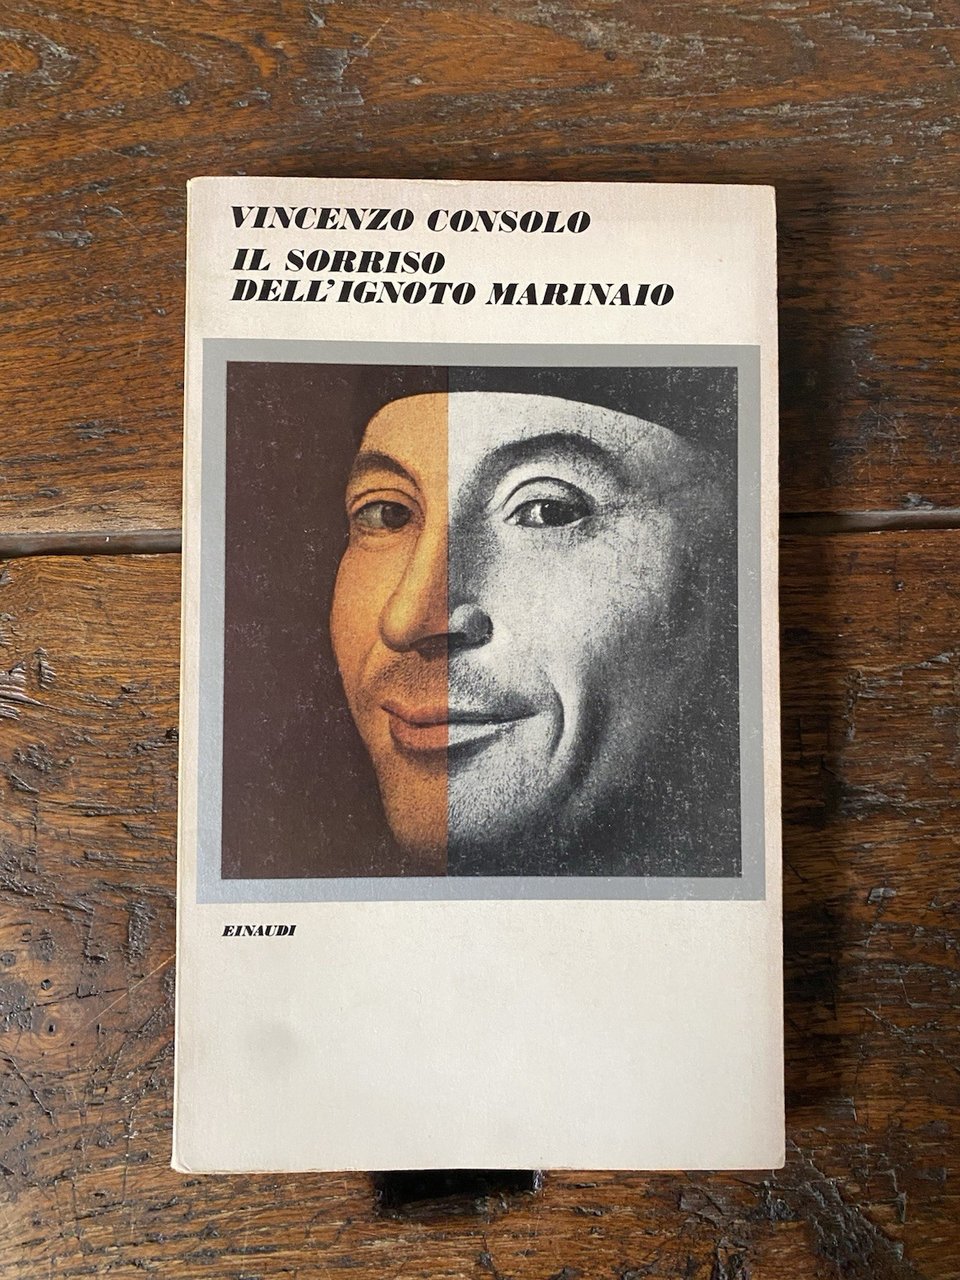 VINCENZO CONSOLO
IL SORRISO
DELL'IGNOTO MARINAIO
EINAUDI